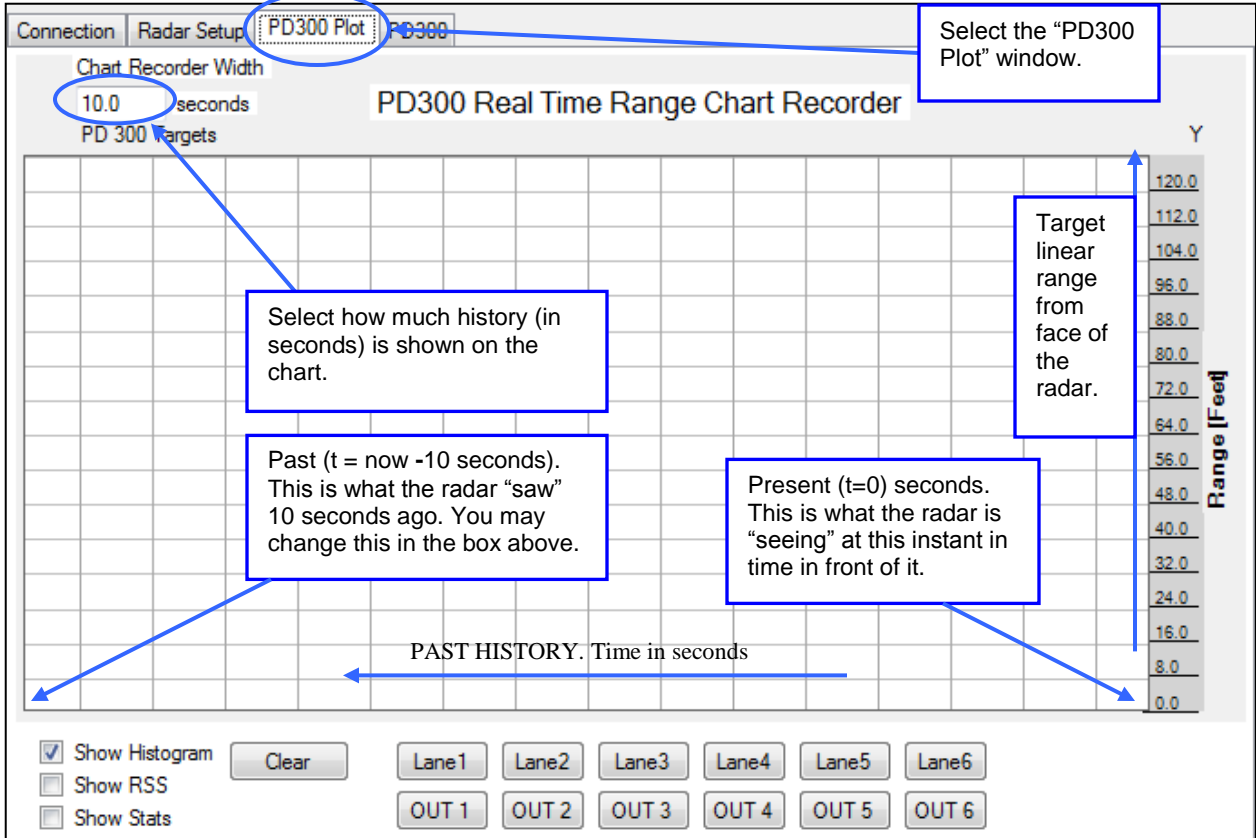 Connection Radar Setup PD300 Plot PD300
Select the “PD300
Plot” window.
Chart Recorder Width
10.0 seconds
PD300 Real Time Range Chart Recorder
PD 300 Targets
Y
120.0
112.0
104.0
96.0
88.0
80.0
72.0
64.0
56.0
48.0
40.0
32.0
24.0
16.0
8.0
0.0
Range [Feet]
Target
linear
range
from
face of
the
radar.
Select how much history (in
seconds) is shown on the
chart.
Past (t = now -10 seconds).
This is what the radar “saw”
10 seconds ago. You may
change this in the box above.
Present (t=0) seconds.
This is what the radar is
“seeing” at this instant in
time in front of it.
PAST HISTORY. Time in seconds
Show Histogram Clear Lane1 Lane2 Lane3 Lane4 Lane5 Lane6
Show RSS
Show Stats OUT 1 OUT 2 OUT 3 OUT 4 OUT 5 OUT 6